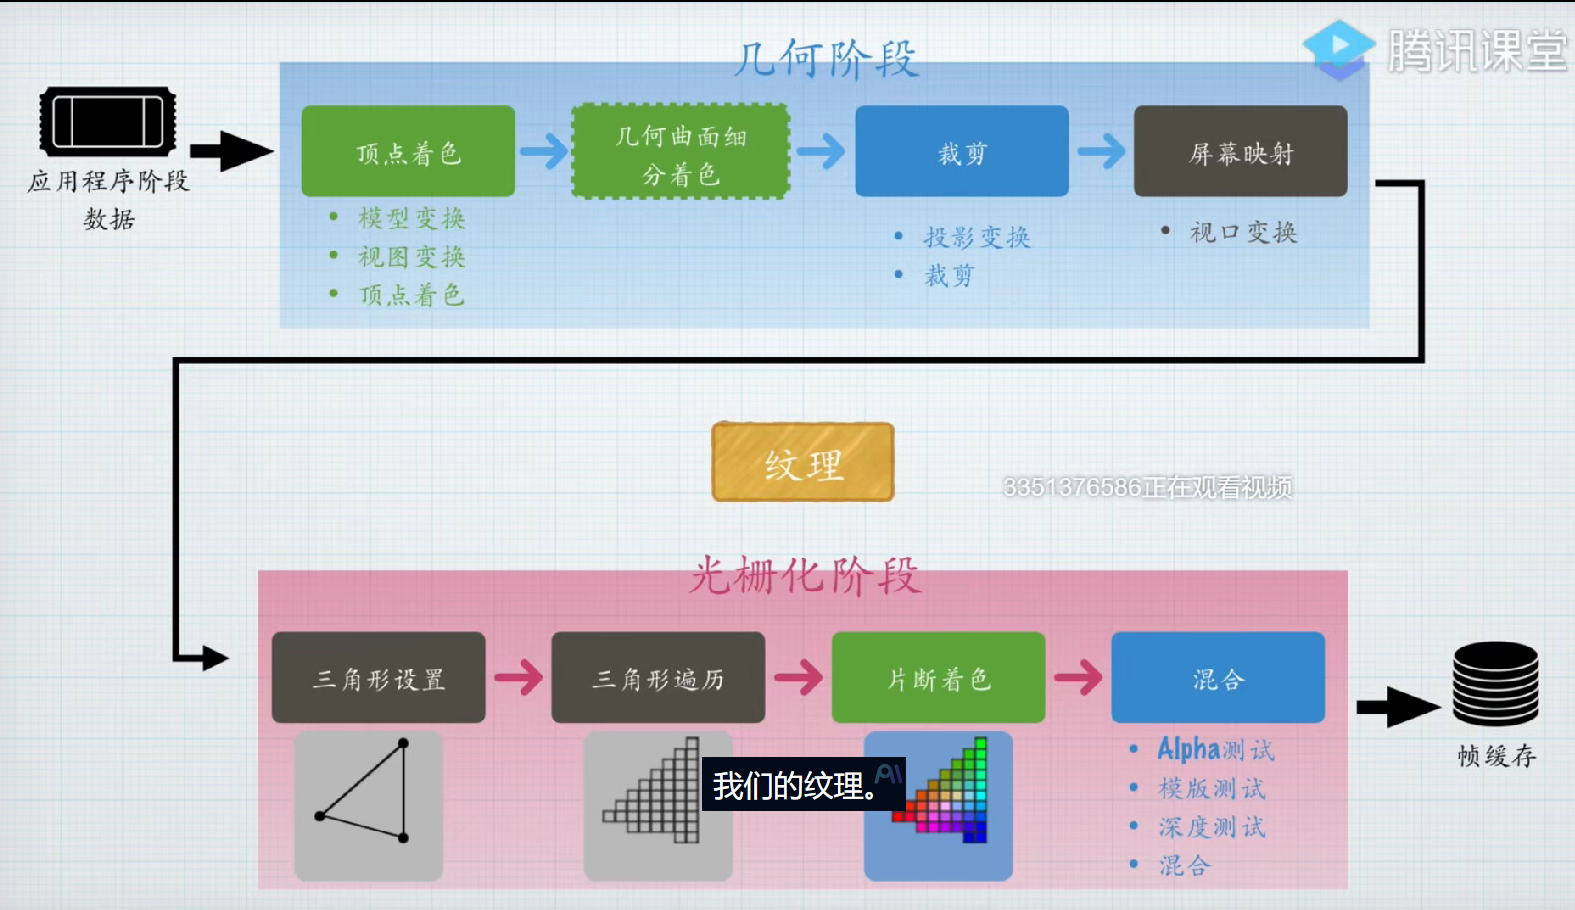 几何阶段
腾讯课堂
应用程序阶段
数据
顶点着色
几何曲面细
分着色
裁剪
屏幕映射
• 模型变换
• 视图变换
• 顶点着色
• 投影变换
• 裁剪
• 视口变换
纹理
3351376586正在观看视频
光栅化阶段
三角形设置
三角形遍历
片断着色
混合
我们的纹理。
AI
• Alpha测试
• 模版测试
• 深度测试
• 混合
帧缓存